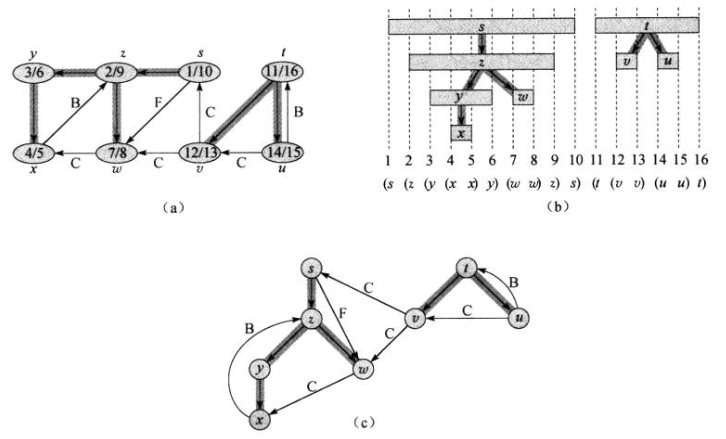 y z s t
3/6 2/9 1/10 11/16
B F C B
4/5 7/8 12/13 14/15
C C C
x w v u
(a)
s t
z v u
y w
x
1 2 3 4 5 6 7 8 9 10 11 12 13 14 15 16
(s (z (y (x x) y) (w w) z) s) (t (v v) (u u) t)
(b)
s t
C B
F
B z v C u
C
y w
C
x
(c)